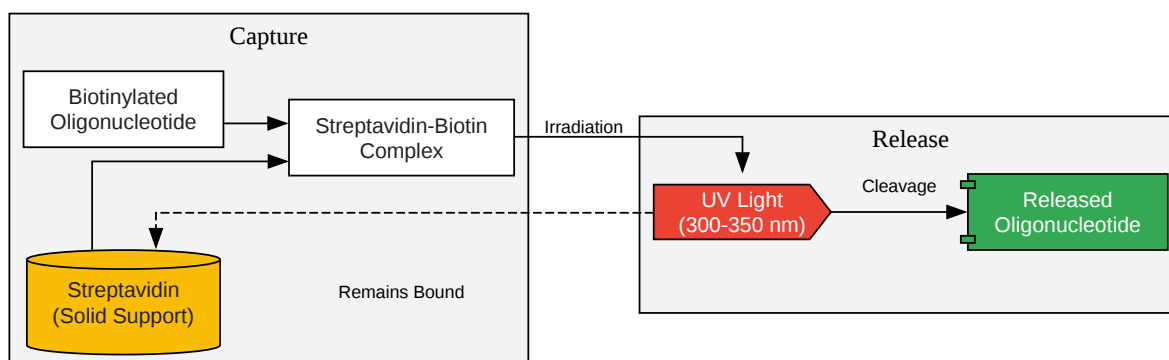 Capture
Biotinylated
Oligonucleotide
Streptavidin-Biotin
Complex
Irradiation
Release
UV Light
(300-350 nm)
Cleavage
Released
Oligonucleotide
Streptavidin
(Solid Support)
Remains Bound